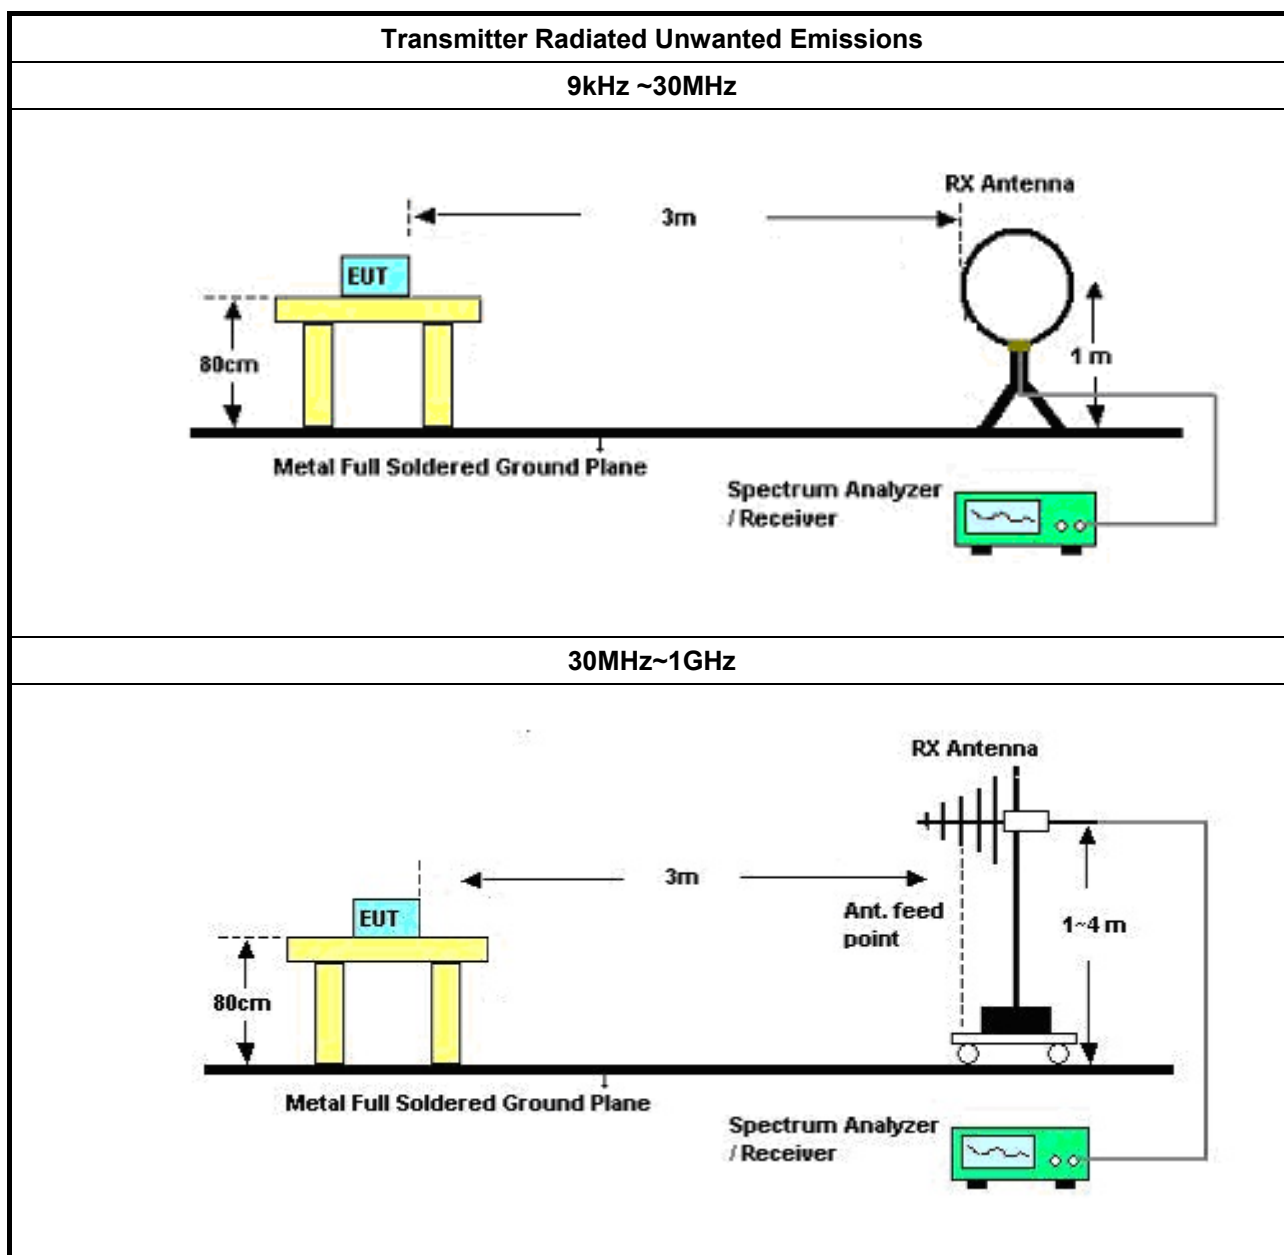 Transmitter Radiated Unwanted Emissions
9kHz ~30MHz
RX Antenna
3m
EUT
80cm
1 m
Metal Full Soldered Ground Plane
Spectrum Analyzer
/ Receiver
30MHz~1GHz
RX Antenna
3m
EUT
Ant. feed
point
1~4 m
80cm
Metal Full Soldered Ground Plane
Spectrum Analyzer
/ Receiver